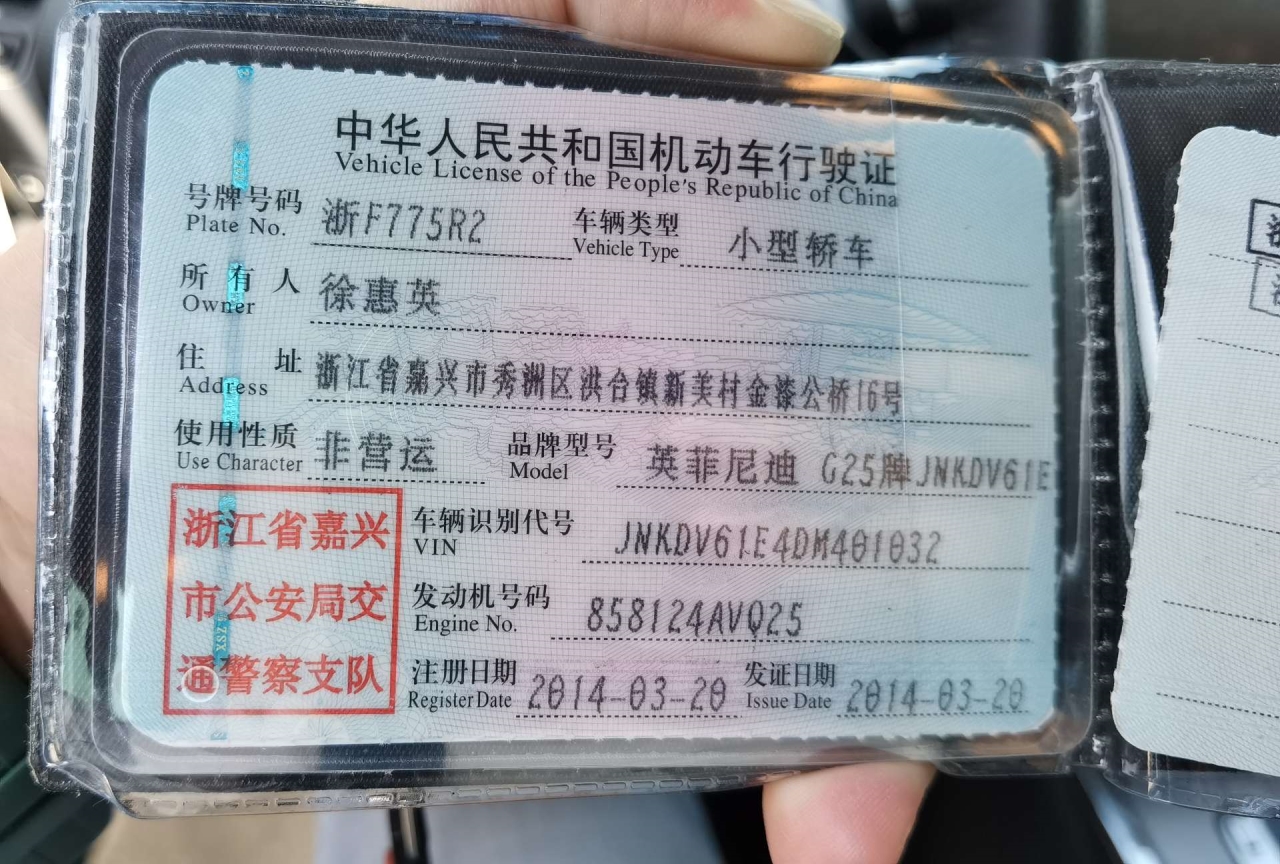 中华人民共和国机动车行驶证
Vehicle License of the People's Republic of China
号牌号码 浙F775R2 车辆类型 小型轿车
Plate No. Vehicle Type
所有人 徐惠英
Owner
住址 浙江省嘉兴市秀洲区洪合镇新美村金漆公桥16号
Address
使用性质 非营运 品牌型号 英菲尼迪 G25牌JNKDV61E
Use Character Model
浙江省嘉兴
市公安局交
通警察支队
车辆识别代号 JNKDV61E4DM401032
VIN
发动机号码 858124AVQ25
Engine No.
注册日期 2014-03-20 发证日期 2014-03-20
Register Date Issue Date